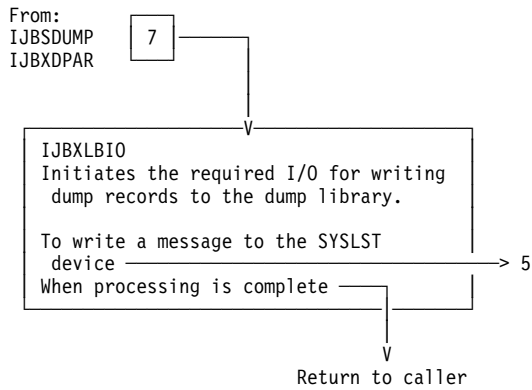 From:
IJBSDUMP
7
IJBXDPAR
IJBXLBIO
Initiates the required I/O for writing
dump records to the dump library.
To write a message to the SYSLST
device > 5
When processing is complete
Return to caller